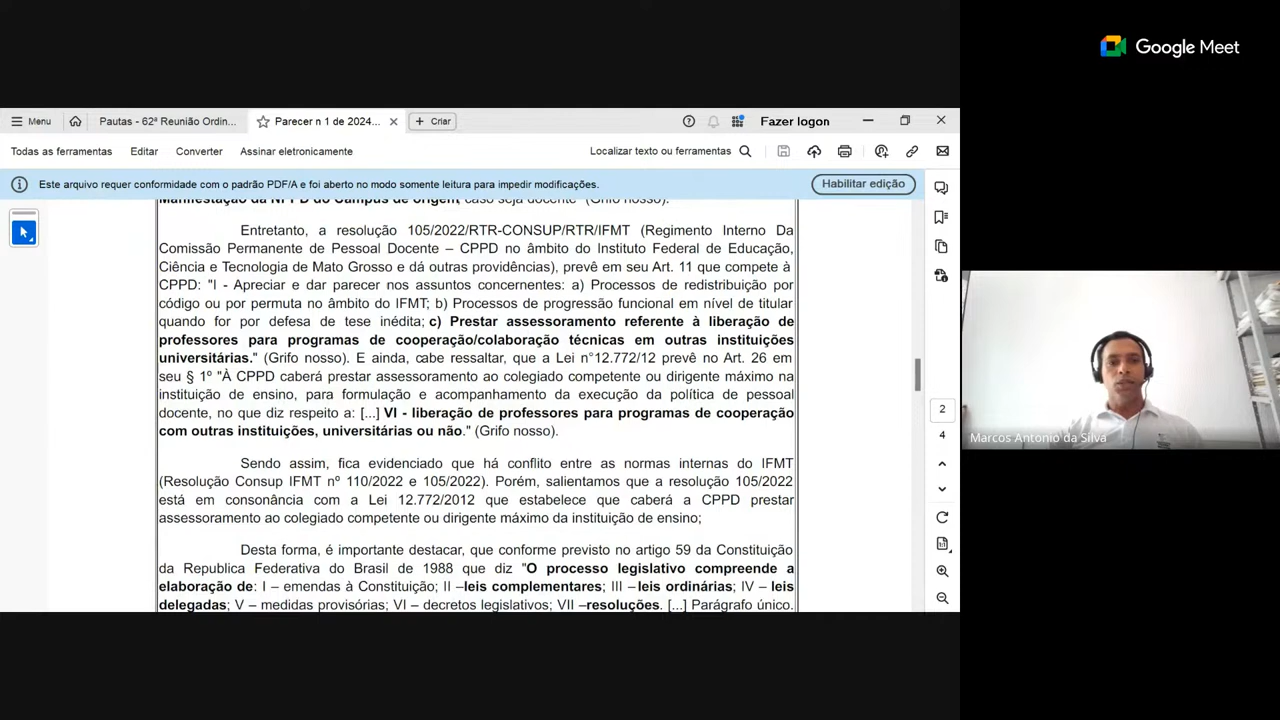 Google Meet
Menu
Pautas - 62ª Reunião Ordin...
Parecer n 1 de 2024...
Criar
Fazer logon
Todas as ferramentas
Editar
Converter
Assinar eletronicamente
Localizar texto ou ferramentas
Este arquivo requer conformidade com o padrão PDF/A e foi aberto no modo somente leitura para impedir modificações.
Habilitar edição
Manifestação da NPPD do Campus de origem, caso seja docente" (Grifo nosso).
Entretanto, a resolução 105/2022/RTR-CONSUP/RTR/IFMT (Regimento Interno Da
Comissão Permanente de Pessoal Docente – CPPD no âmbito do Instituto Federal de Educação,
Ciência e Tecnologia de Mato Grosso e dá outras providências), prevê em seu Art. 11 que compete à
CPPD: "I - Apreciar e dar parecer nos assuntos concernentes: a) Processos de redistribuição por
código ou por permuta no âmbito do IFMT; b) Processos de progressão funcional em nível de titular
quando for por defesa de tese inédita; c) Prestar assessoramento referente à liberação de
professores para programas de cooperação/colaboração técnicas em outras instituições
universitárias." (Grifo nosso). E ainda, cabe ressaltar, que a Lei n°12.772/12 prevê no Art. 26 em
seu § 1º "À CPPD caberá prestar assessoramento ao colegiado competente ou dirigente máximo na
instituição de ensino, para formulação e acompanhamento da execução da política de pessoal
docente, no que diz respeito a: [...] VI - liberação de professores para programas de cooperação
com outras instituições, universitárias ou não." (Grifo nosso).
Sendo assim, fica evidenciado que há conflito entre as normas internas do IFMT
(Resolução Consup IFMT nº 110/2022 e 105/2022). Porém, salientamos que a resolução 105/2022
está em consonância com a Lei 12.772/2012 que estabelece que caberá a CPPD prestar
assessoramento ao colegiado competente ou dirigente máximo da instituição de ensino;
Desta forma, é importante destacar, que conforme previsto no artigo 59 da Constituição
da Republica Federativa do Brasil de 1988 que diz "O processo legislativo compreende a
elaboração de: I – emendas à Constituição; II –leis complementares; III –leis ordinárias; IV – leis
delegadas; V – medidas provisórias; VI – decretos legislativos; VII –resoluções. [...] Parágrafo único.
2
4
Marcos Antonio da Silva